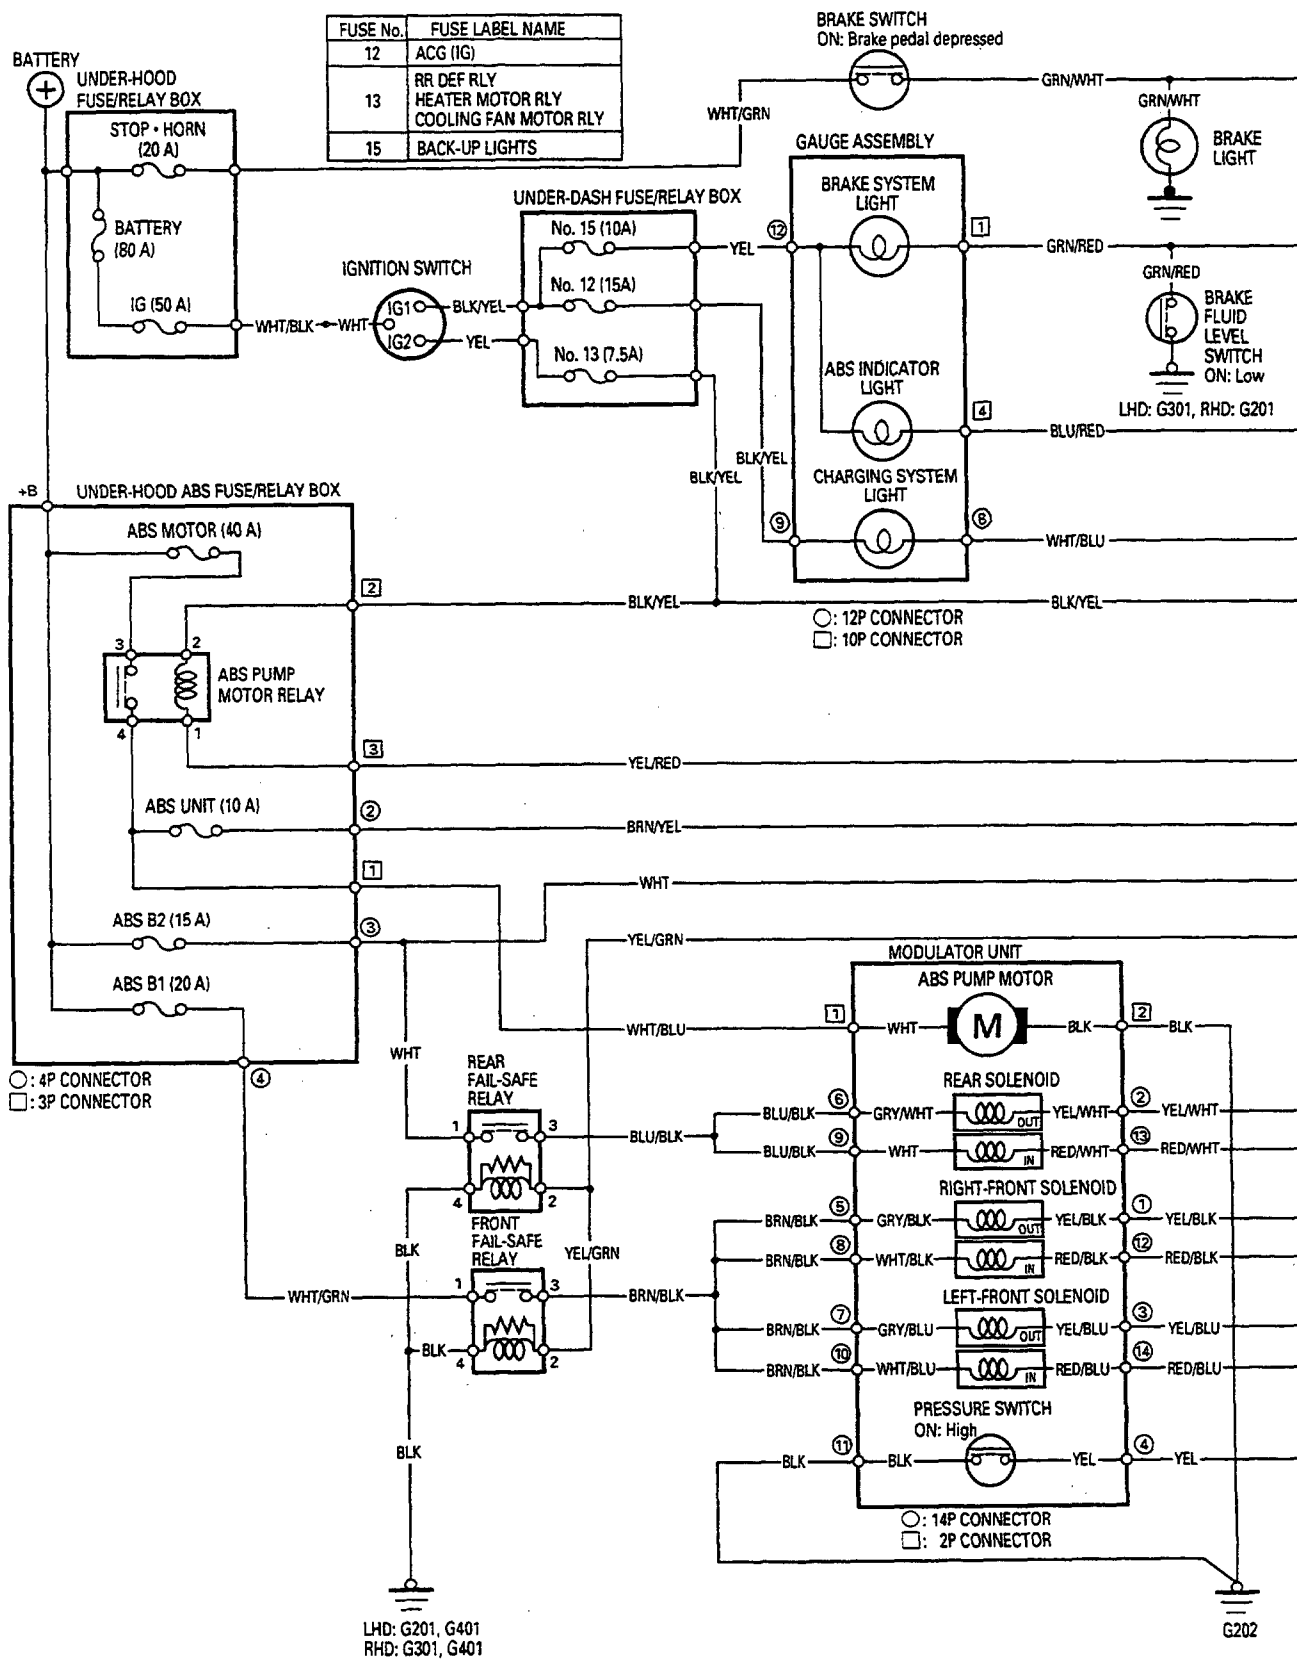 FUSE No. FUSE LABEL NAME
12 ACG (IG)
13 RR DEF RLY
HEATER MOTOR RLY
COOLING FAN MOTOR RLY
15 BACK-UP LIGHTS
BRAKE SWITCH
ON: Brake pedal depressed
BATTERY
+
UNDER-HOOD
FUSE/RELAY BOX
STOP • HORN
(20 A)
BATTERY
(80 A)
IG (50 A)
WHT/BLK
WHT
IGNITION SWITCH
IG1
IG2
BLK/YEL
YEL
UNDER-DASH FUSE/RELAY BOX
No. 15 (10A)
No. 12 (15A)
No. 13 (7.5A)
WHT/GRN
GRN/WHT
GRN/WHT
BRAKE
LIGHT
GAUGE ASSEMBLY
BRAKE SYSTEM
LIGHT
YEL
12
1
GRN/RED
GRN/RED
BRAKE
FLUID
LEVEL
SWITCH
ON: Low
LHD: G301, RHD: G201
ABS INDICATOR
LIGHT
4
BLU/RED
CHARGING SYSTEM
LIGHT
9
8
WHT/BLU
BLK/YEL
BLK/YEL
BLK/YEL
BLK/YEL
○: 12P CONNECTOR
□: 10P CONNECTOR
+B
UNDER-HOOD ABS FUSE/RELAY BOX
ABS MOTOR (40 A)
2
3
2
ABS PUMP
MOTOR RELAY
4
1
3
YEL/RED
ABS UNIT (10 A)
2
BRN/YEL
1
WHT
ABS B2 (15 A)
3
YEL/GRN
ABS B1 (20 A)
4
○: 4P CONNECTOR
□: 3P CONNECTOR
WHT
REAR
FAIL-SAFE
RELAY
1
3
4
2
BLK
YEL/GRN
FRONT
FAIL-SAFE
RELAY
1
3
4
2
WHT/GRN
BLK
BLK
LHD: G201, G401
RHD: G301, G401
WHT/BLU
BLU/BLK
BRN/BLK
MODULATOR UNIT
ABS PUMP MOTOR
1
WHT
M
BLK
2
BLK
REAR SOLENOID
BLU/BLK
6
GRY/WHT
OUT
YEL/WHT
2
YEL/WHT
BLU/BLK
9
WHT
IN
RED/WHT
13
RED/WHT
RIGHT-FRONT SOLENOID
BRN/BLK
5
GRY/BLK
OUT
YEL/BLK
1
YEL/BLK
BRN/BLK
8
WHT/BLK
IN
RED/BLK
12
RED/BLK
LEFT-FRONT SOLENOID
BRN/BLK
7
GRY/BLU
OUT
YEL/BLU
3
YEL/BLU
BRN/BLK
10
WHT/BLU
IN
RED/BLU
14
RED/BLU
PRESSURE SWITCH
ON: High
BLK
11
BLK
YEL
4
YEL
○: 14P CONNECTOR
□: 2P CONNECTOR
G202